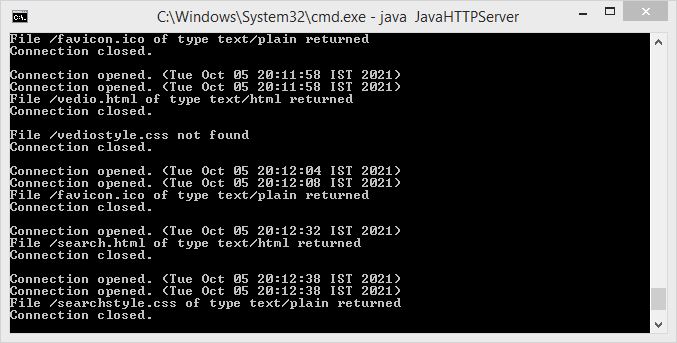 C:\Windows\System32\cmd.exe - java  JavaHTTPServer
File /favicon.ico of type text/plain returned
Connection closed.
Connection opened. (Tue Oct 05 20:11:58 IST 2021)
Connection opened. (Tue Oct 05 20:11:58 IST 2021)
File /vedio.html of type text/html returned
Connection closed.
File /vediostyle.css not found
Connection closed.
Connection opened. (Tue Oct 05 20:12:04 IST 2021)
Connection opened. (Tue Oct 05 20:12:08 IST 2021)
File /favicon.ico of type text/plain returned
Connection closed.
Connection opened. (Tue Oct 05 20:12:32 IST 2021)
File /search.html of type text/html returned
Connection closed.
Connection opened. (Tue Oct 05 20:12:38 IST 2021)
Connection opened. (Tue Oct 05 20:12:38 IST 2021)
File /searchstyle.css of type text/plain returned
Connection closed.